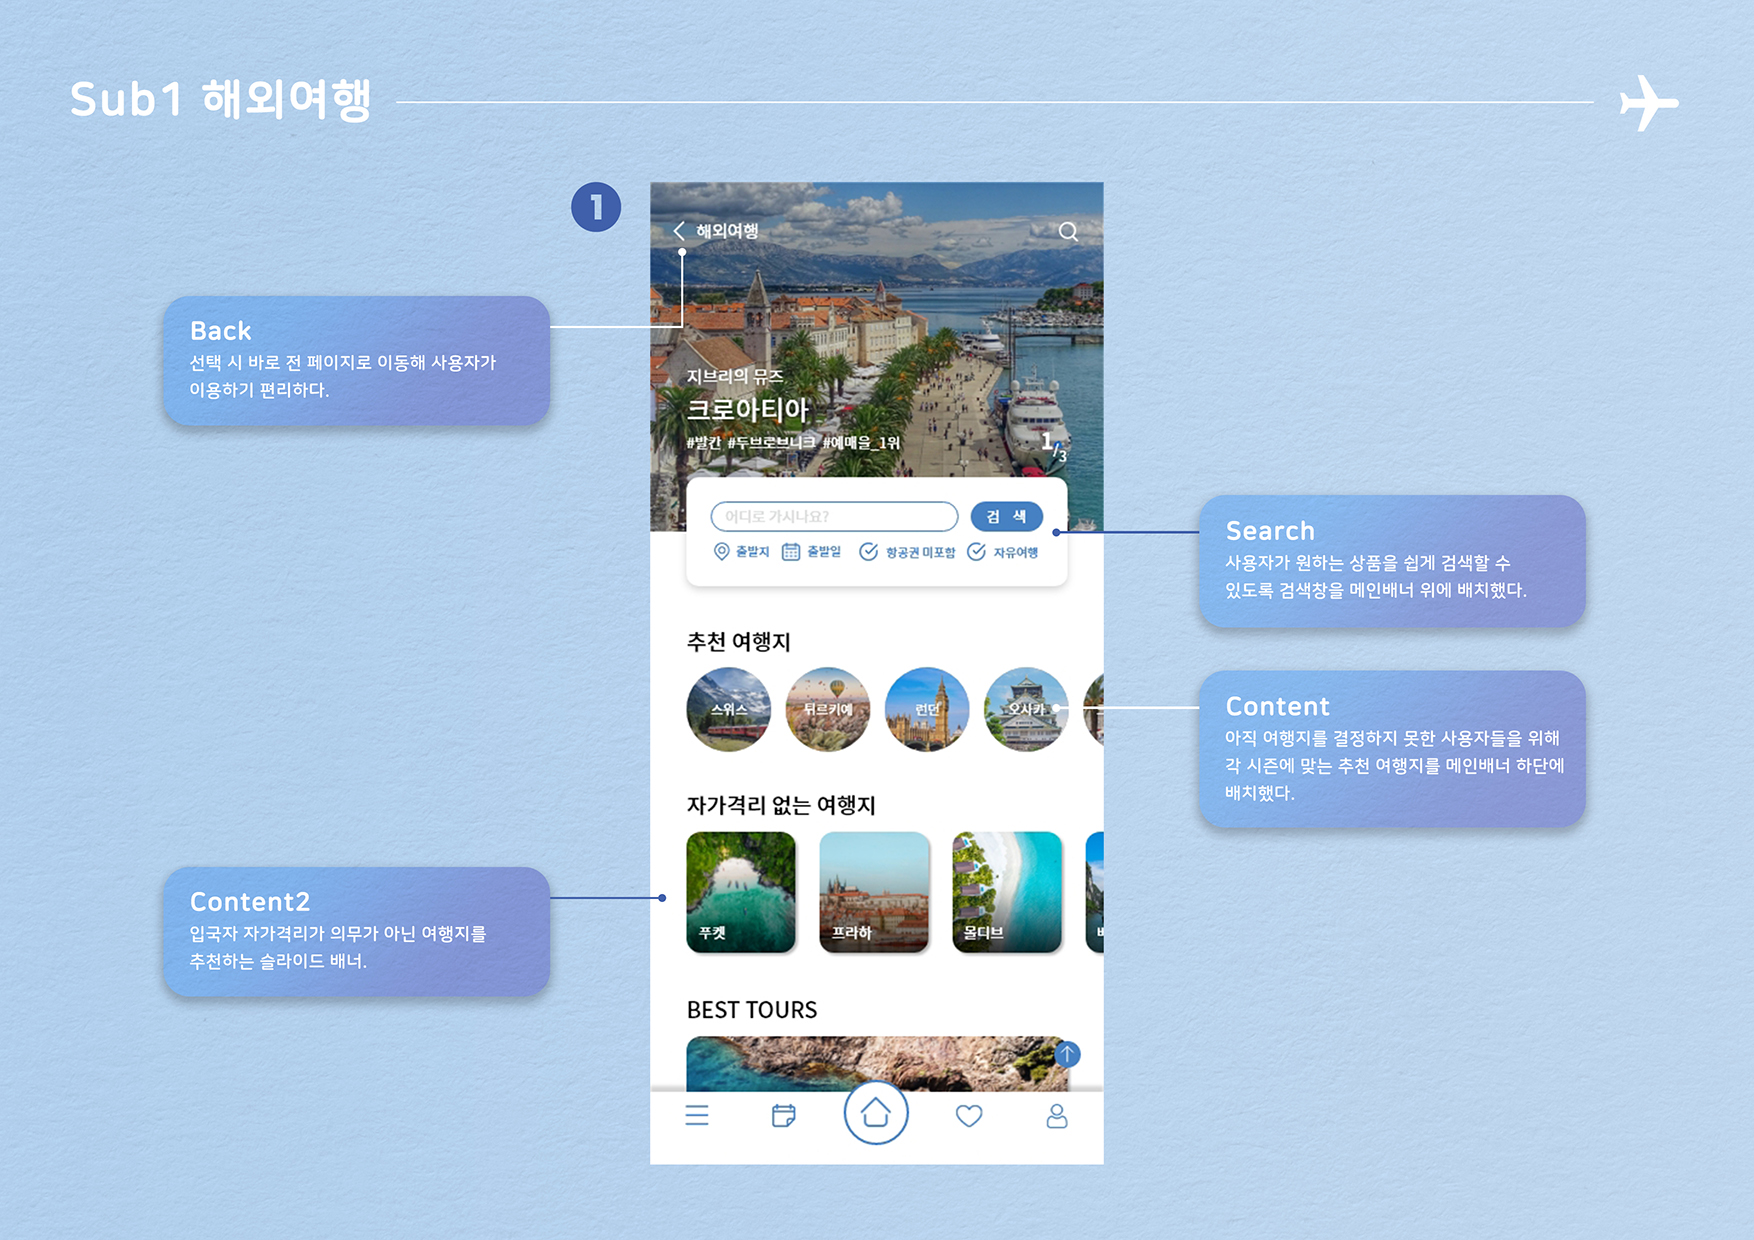 Sub1 해외여행
1
해외여행
Back
선택 시 바로 전 페이지로 이동해 사용자가
이용하기 편리하다.
지브리의 뮤즈
크로아티아
#발칸 #두브로브니크 #예매율_1위
1/3
어디로 가시나요?
검 색
출발지 출발일 항공권 미포함 자유여행
Search
사용자가 원하는 상품을 쉽게 검색할 수
있도록 검색창을 메인배너 위에 배치했다.
추천 여행지
스위스 튀르키예 런던 오사카
Content
아직 여행지를 결정하지 못한 사용자들을 위해
각 시즌에 맞는 추천 여행지를 메인배너 하단에
배치했다.
자가격리 없는 여행지
푸켓 프라하 몰디브
Content2
입국자 자가격리가 의무가 아닌 여행지를
추천하는 슬라이드 배너.
BEST TOURS